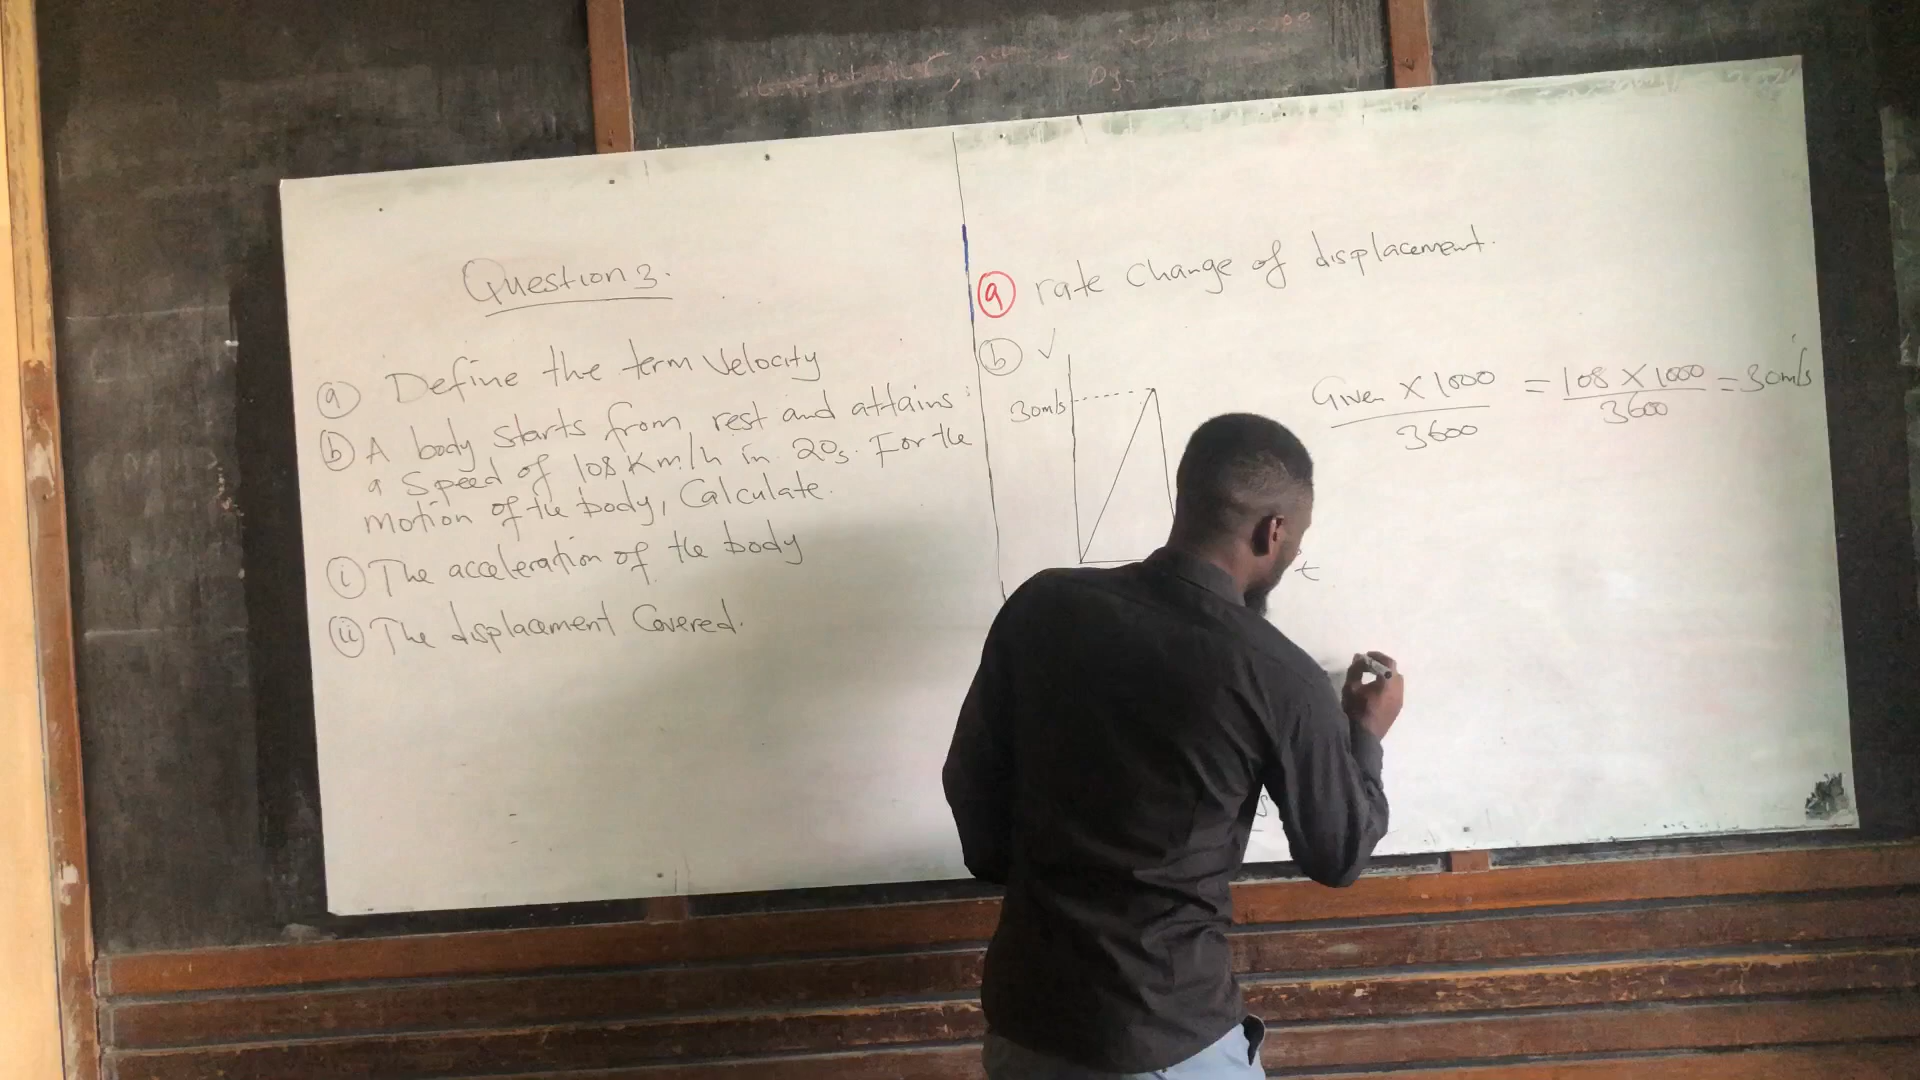 Question 3.
(a) Define the term Velocity
(b) A body starts from rest and attains
a Speed of 108 Km/h in 20s. For the
motion of the body, Calculate.
(i) The acceleration of the body
(ii) The displacement Covered.
(a) rate Change of displacement.
(b) V
30m/s
t
Given X 1000 = 108 X 1000 = 30m/s
3600 3600